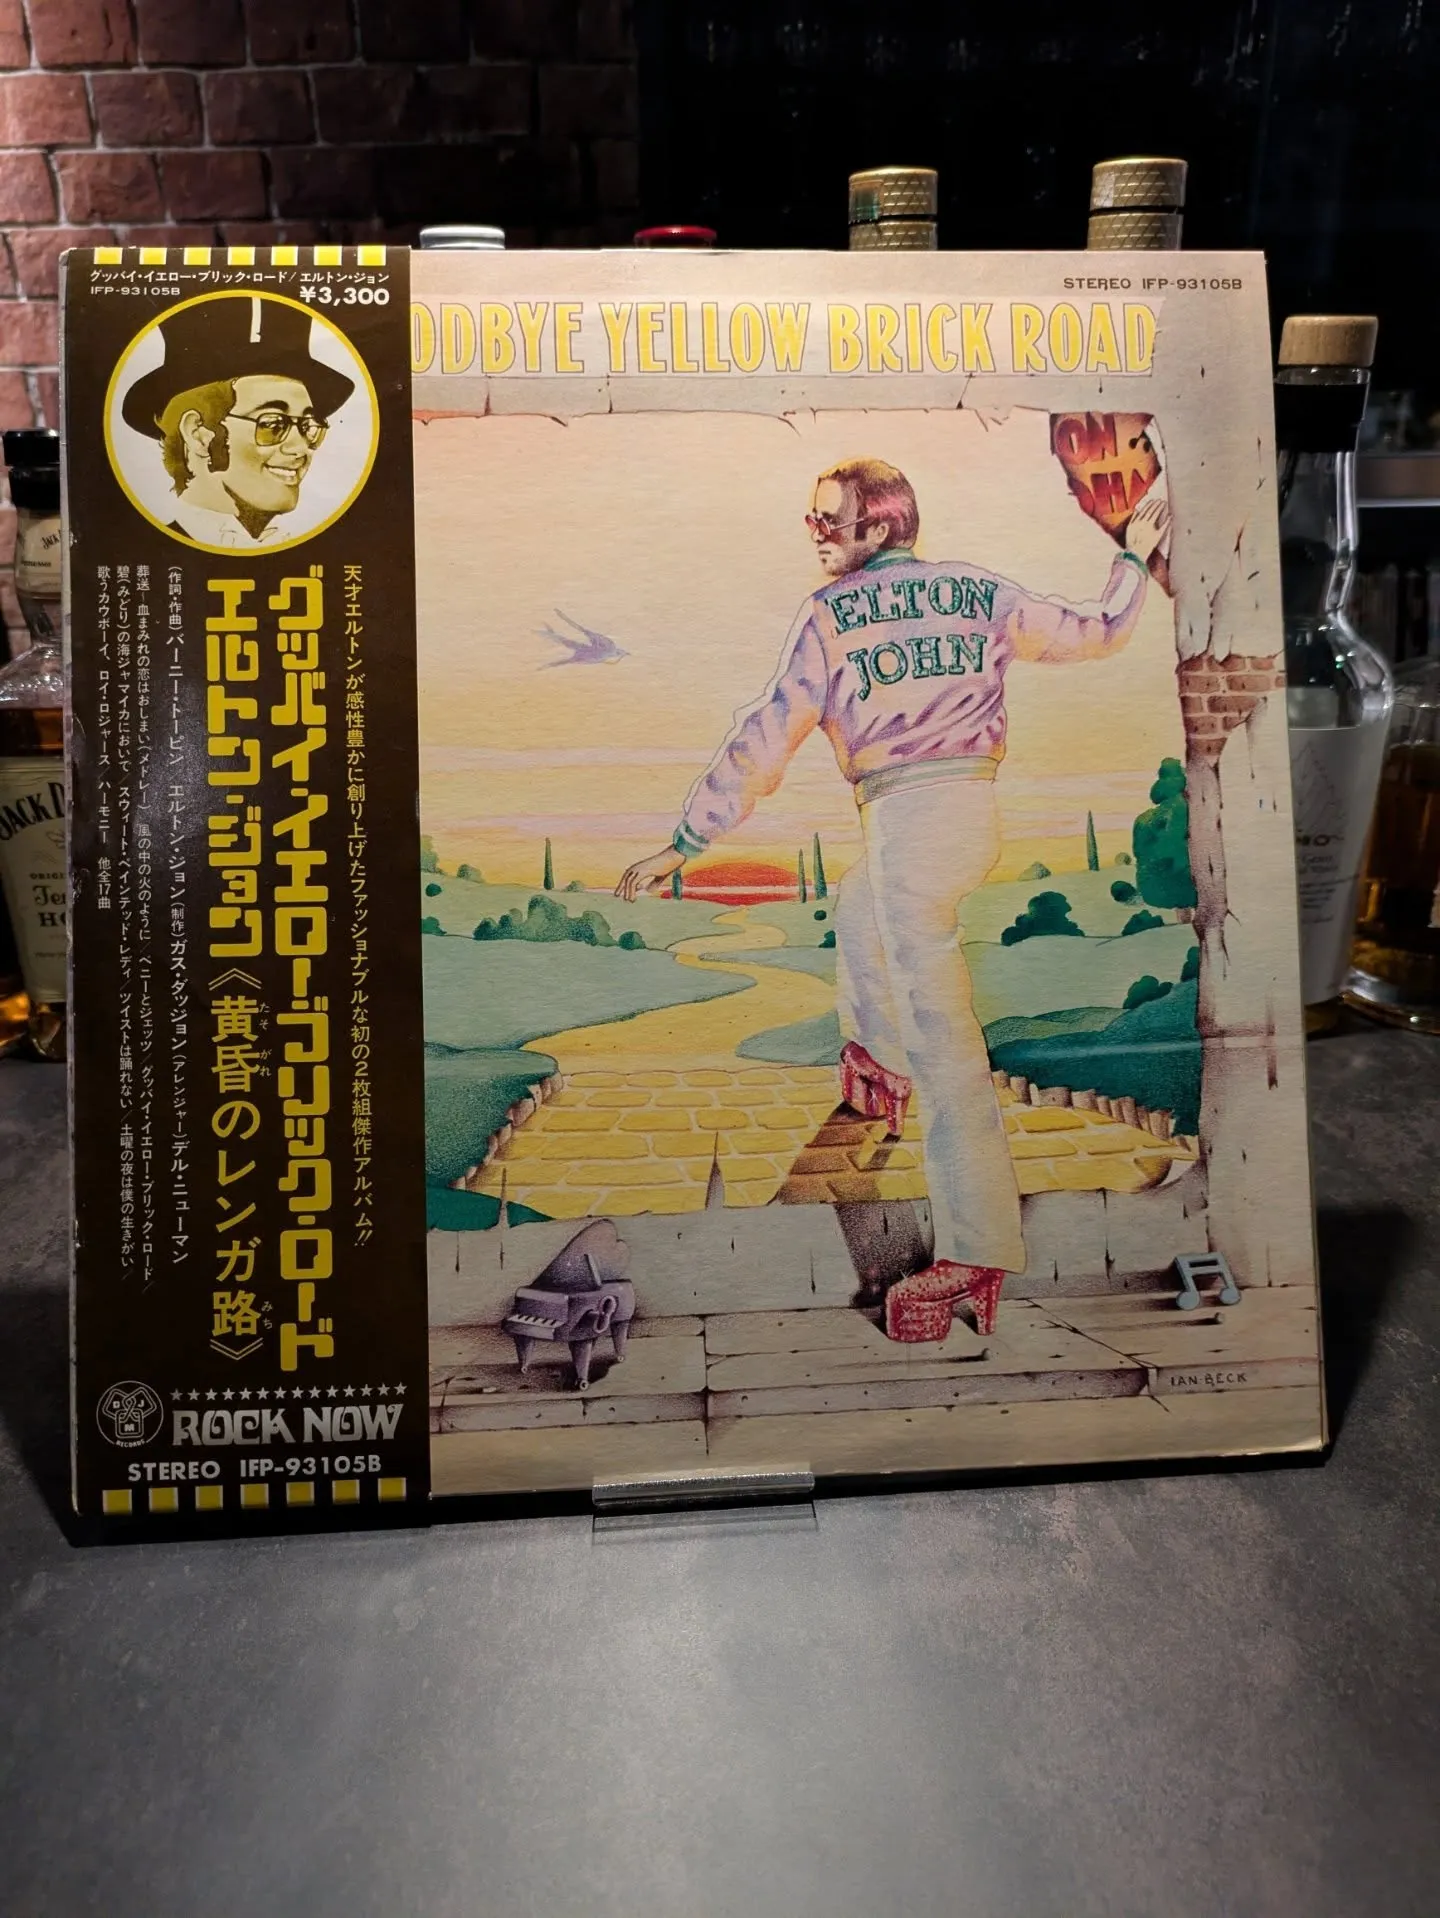 グッバイ・イエロー・ブリック・ロード/エルトン・ジョン
IFP-93105B
¥3,300
天才エルトンが感性豊かに創り上げたファッショナブルな初の2枚組傑作アルバム!!
グッバイ・イエロー・ブリック・ロード
エルトン・ジョン《黄昏のレンガ路》
たそがれ
みち
(作詞・作曲)バーニー・トーピン/エルトン・ジョン(制作)ガス・ダッジョン(アレンジャー)デル・ニューマン
葬送~血まみれの恋はおしまい(メドレー)/風の中の火のように/ベニーとジェッツ/グッバイ・イエロー・ブリック・ロード/
碧(みどり)の海ジャマイカにおいで/スウィート・ペインテッド・レディ/ツイストは踊れない/土曜の夜は僕の生きがい/
歌うカウボーイ、ロイ・ロジャース/ハーモニー 他全17曲
DJM
RECORDS
ROCK NOW
STEREO IFP-93105B
STEREO IFP-93105B
ODBYE YELLOW BRICK ROAD
ON
HA
ELTON
JOHN
IAN BECK
JACK D